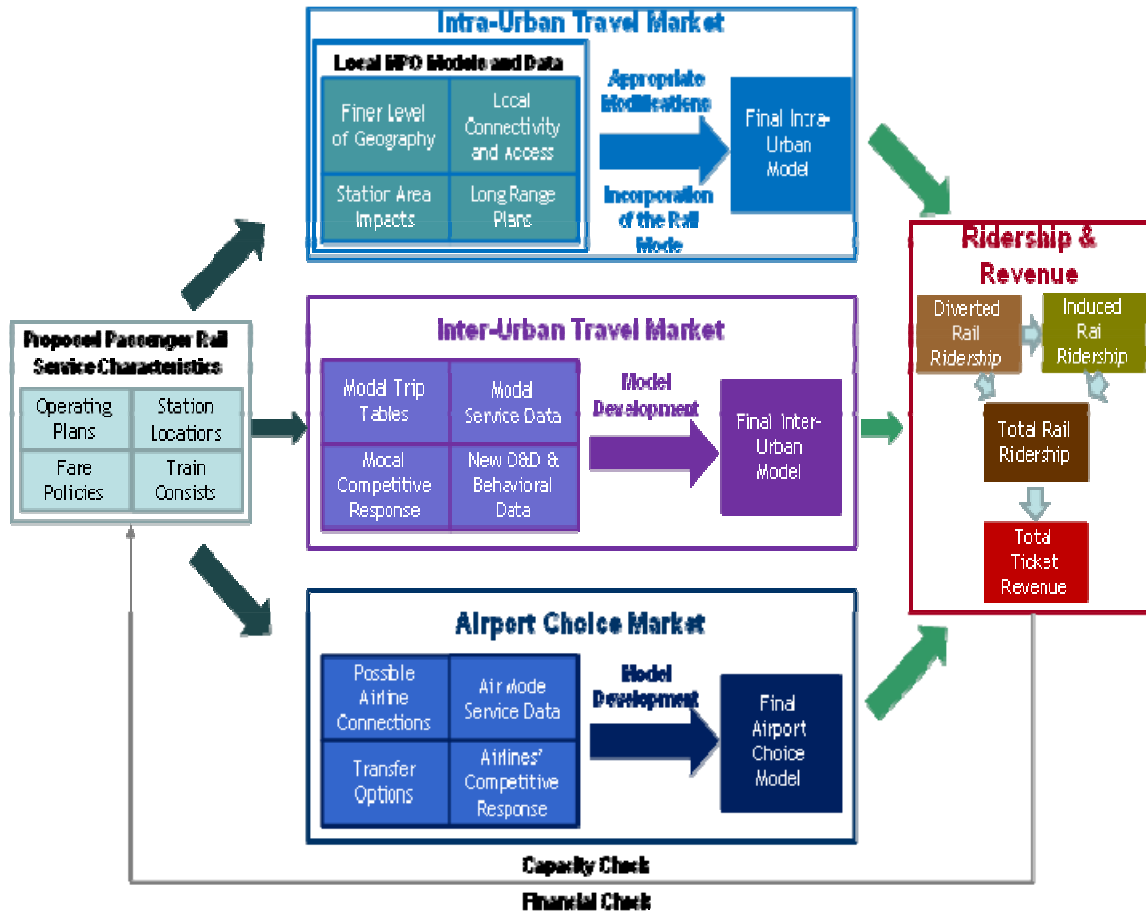 Intra-Urban Travel Market
Local MPO Models and Data
Finer Level
of Geography
Local
Connectivity
and Access
Station Area
Impacts
Long Range
Plans
Appropriate
Modifications
Incorporation
of the Rail
Mode
Final Intra-
Urban
Model
Proposed Passenger Rail
Service Characteristics
Operating
Plans
Station
Locations
Fare
Policies
Train
Consists
Inter-Urban Travel Market
Modal Trip
Tables
Modal
Service Data
Modal
Competitive
Response
New O&D &
Behavioral
Data
Model
Development
Final Inter-
Urban
Model
Airport Choice Market
Possible
Airline
Connections
Air Mode
Service Data
Transfer
Options
Airlines'
Competitive
Response
Model
Development
Final
Airport
Choice
Model
Ridership &
Revenue
Diverted
Rail
Ridership
Induced
Rail
Ridership
Total Rail
Ridership
Total
Ticket
Revenue
Capacity Check
Financial Check